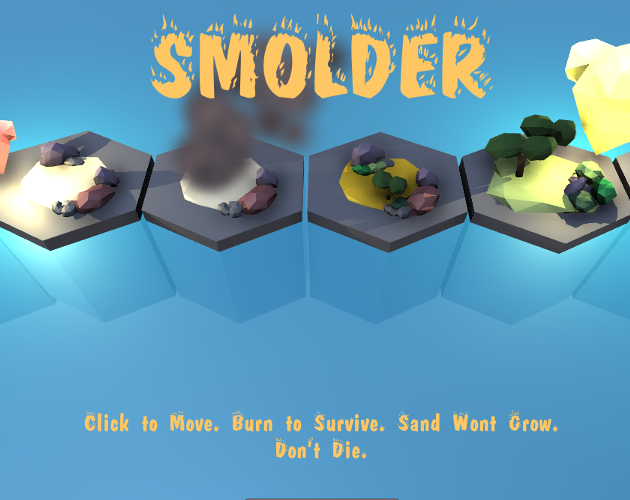 SMOLDER
Click to Move. Burn to Survive. Sand Wont Grow.
Don't Die.